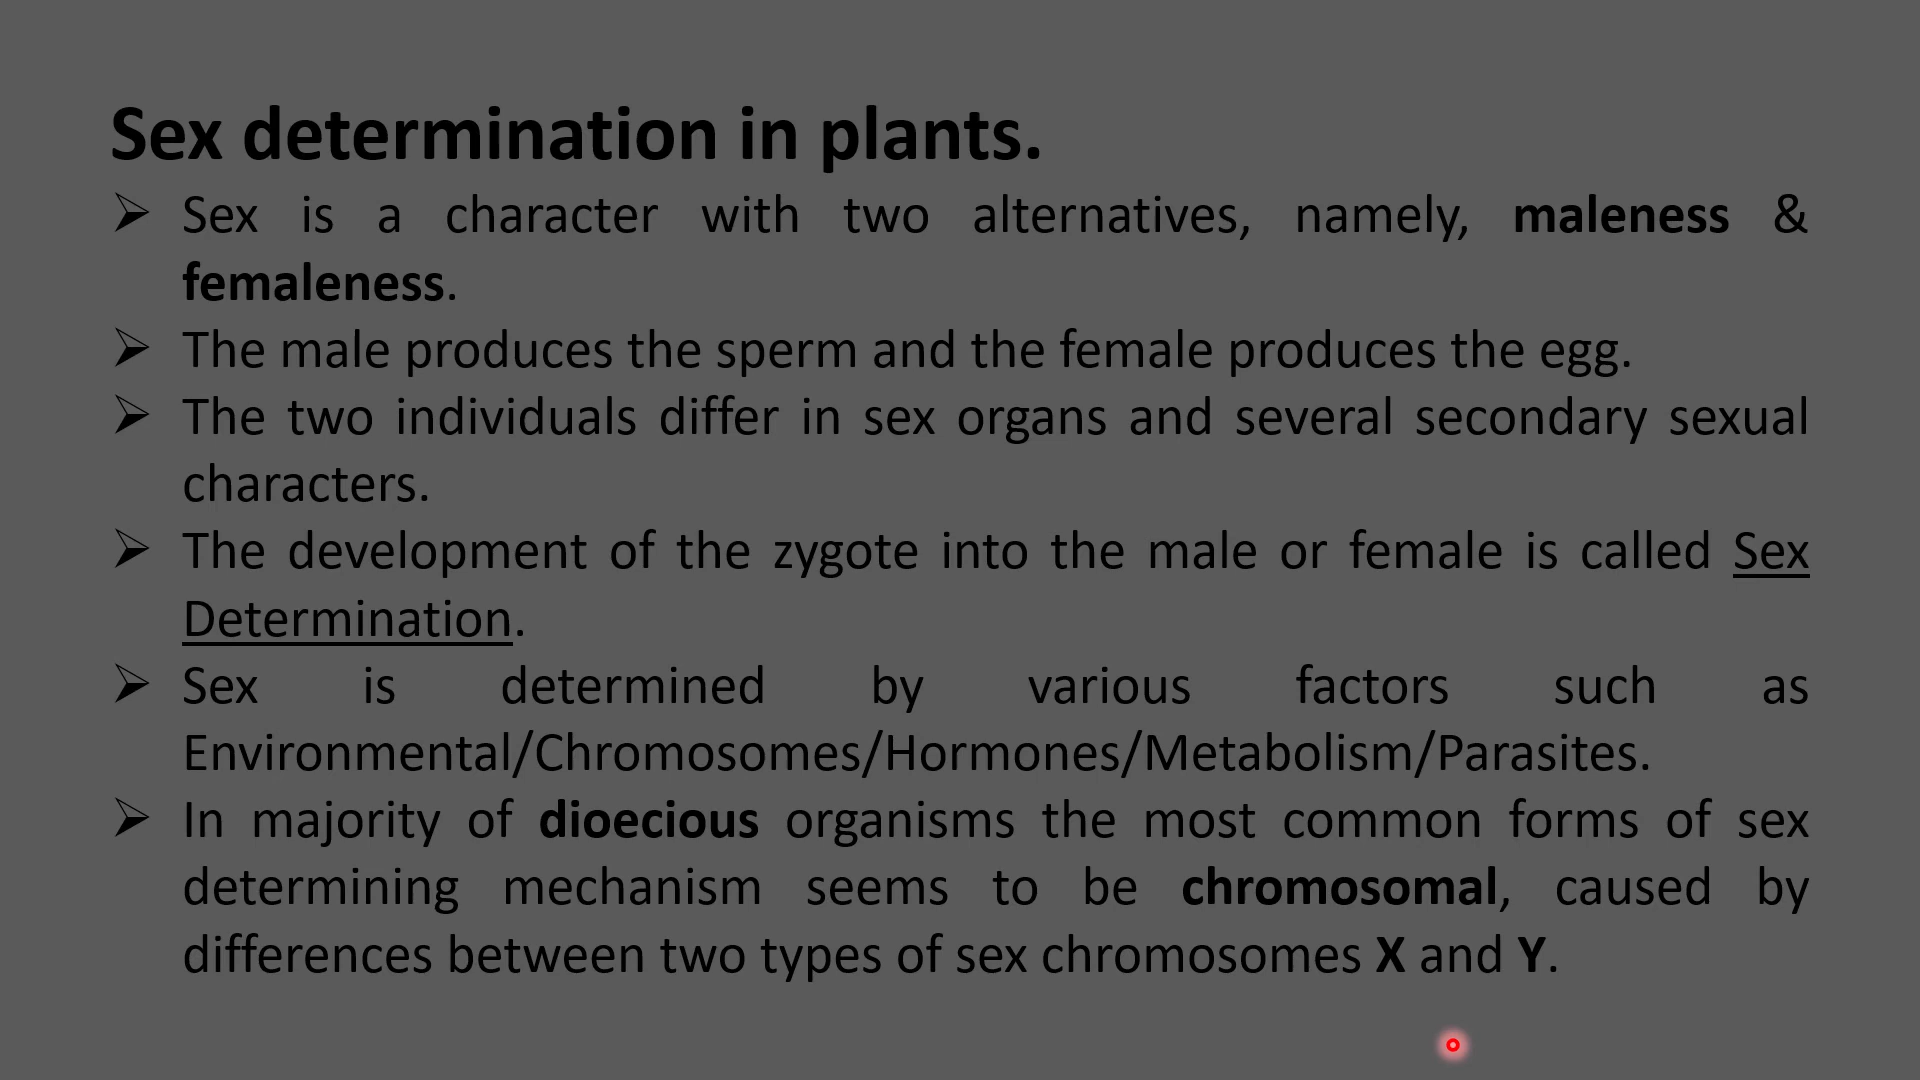 Sex determination in plants.
➢ Sex is a character with two alternatives, namely, maleness &
femaleness.
➢ The male produces the sperm and the female produces the egg.
➢ The two individuals differ in sex organs and several secondary sexual
characters.
➢ The development of the zygote into the male or female is called Sex
Determination.
➢ Sex is determined by various factors such as
Environmental/Chromosomes/Hormones/Metabolism/Parasites.
➢ In majority of dioecious organisms the most common forms of sex
determining mechanism seems to be chromosomal, caused by
differences between two types of sex chromosomes X and Y.